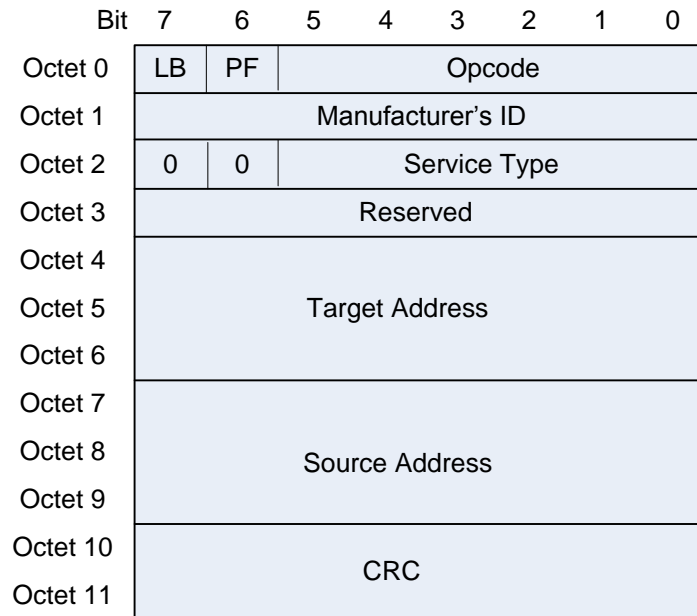 Bit 7 6 5 4 3 2 1 0
Octet 0 LB PF Opcode
Octet 1 Manufacturer's ID
Octet 2 0 0 Service Type
Octet 3 Reserved
Octet 4
Octet 5 Target Address
Octet 6
Octet 7
Octet 8 Source Address
Octet 9
Octet 10
CRC
Octet 11